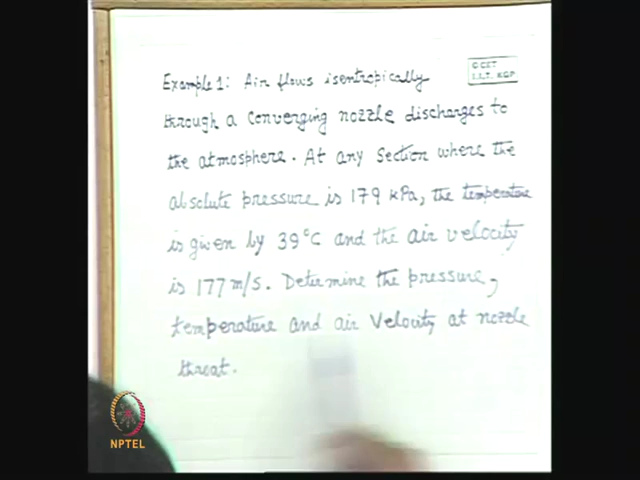 Example 1: Air flows isentropically
through a converging nozzle discharges to
the atmosphere. At any Section where the
absolute pressure is 179 kPa, the temperature
is given by 39°C and the air velocity
is 177 m/s. Determine the pressure,
temperature and air Velocity at nozzle
throat.
C CET
I.I.T. KGP
NPTEL